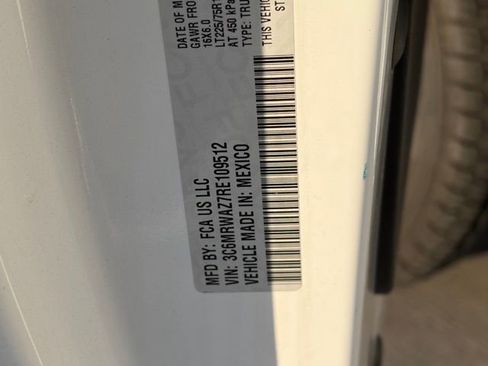 DATE OF M
GAWR FRO
16X6.0
LT225/75R1
AT 450 kPa
TYPE: TRU
THIS VEHIC
ST
MFD BY: FCA US LLC
VIN: 3C6MRWAZ7RE109512
VEHICLE MADE IN: MEXICO